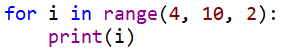 for i in range(4, 10, 2):
    print(i)